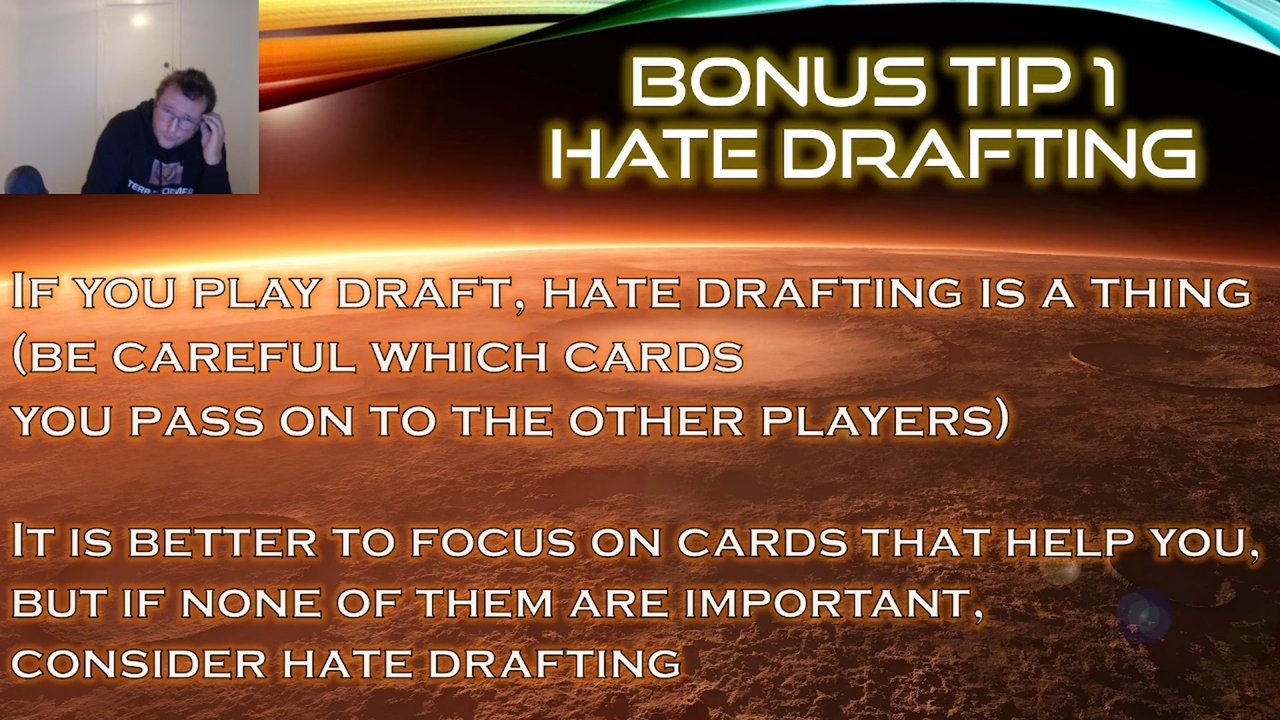 BONUS TIP 1
HATE DRAFTING
IF YOU PLAY DRAFT, HATE DRAFTING IS A THING
(BE CAREFUL WHICH CARDS
YOU PASS ON TO THE OTHER PLAYERS)
IT IS BETTER TO FOCUS ON CARDS THAT HELP YOU,
BUT IF NONE OF THEM ARE IMPORTANT,
CONSIDER HATE DRAFTING